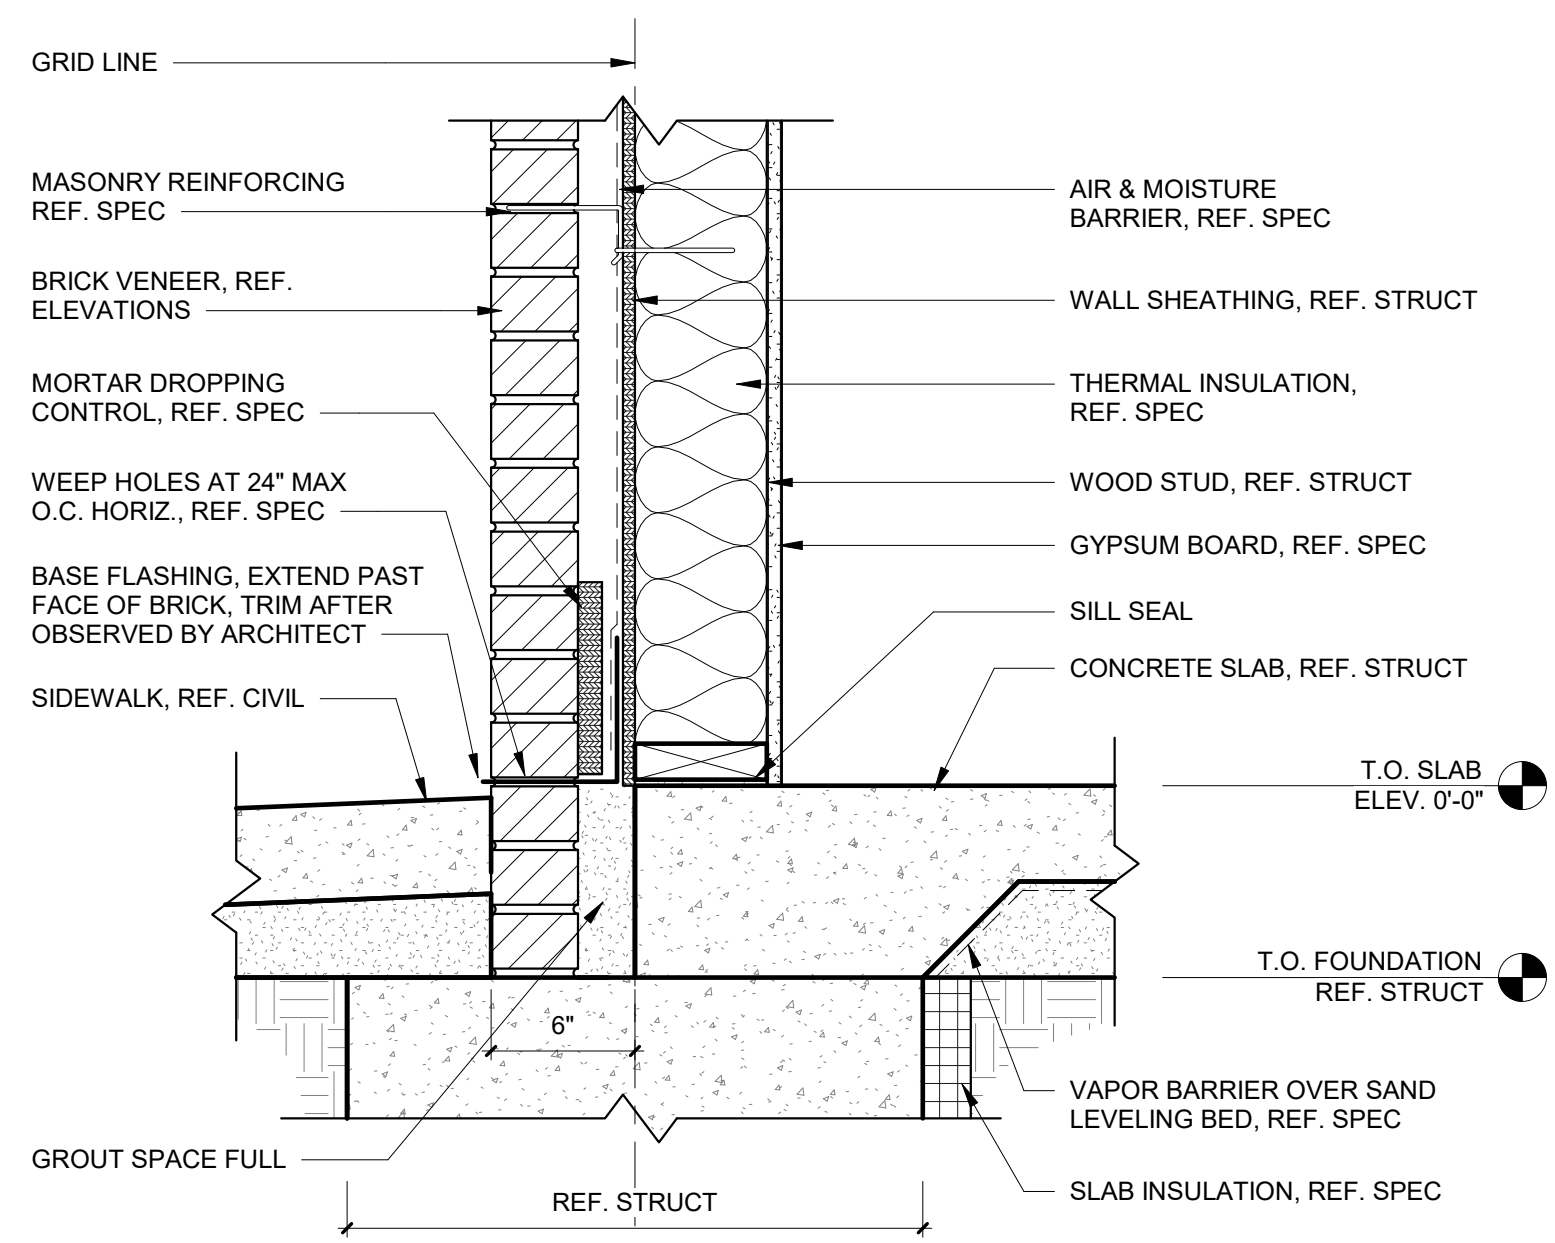 GRID LINE
MASONRY REINFORCING
REF. SPEC
BRICK VENEER, REF.
ELEVATIONS
MORTAR DROPPING
CONTROL, REF. SPEC
WEEP HOLES AT 24" MAX
O.C. HORIZ., REF. SPEC
BASE FLASHING, EXTEND PAST
FACE OF BRICK, TRIM AFTER
OBSERVED BY ARCHITECT
SIDEWALK, REF. CIVIL
GROUT SPACE FULL
6"
REF. STRUCT
AIR & MOISTURE
BARRIER, REF. SPEC
WALL SHEATHING, REF. STRUCT
THERMAL INSULATION,
REF. SPEC
WOOD STUD, REF. STRUCT
GYPSUM BOARD, REF. SPEC
SILL SEAL
CONCRETE SLAB, REF. STRUCT
T.O. SLAB
ELEV. 0'-0"
T.O. FOUNDATION
REF. STRUCT
VAPOR BARRIER OVER SAND
LEVELING BED, REF. SPEC
SLAB INSULATION, REF. SPEC